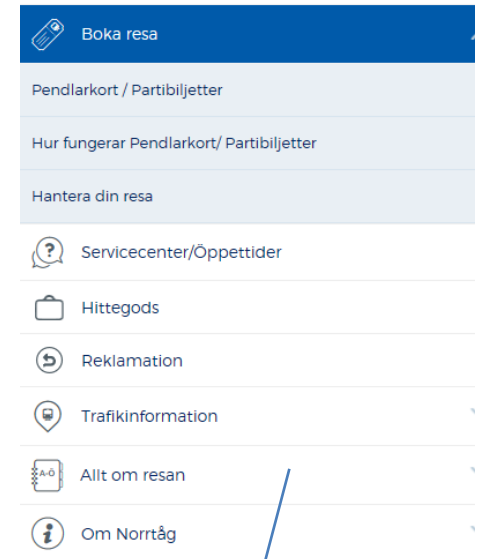 Boka resa
Pendlarkort / Partibiljetter
Hur fungerar Pendlarkort/ Partibiljetter
Hantera din resa
? Servicecenter/Öppettider
Hittegods
Reklamation
Trafikinformation
A-Ö Allt om resan
i Om Norrtåg